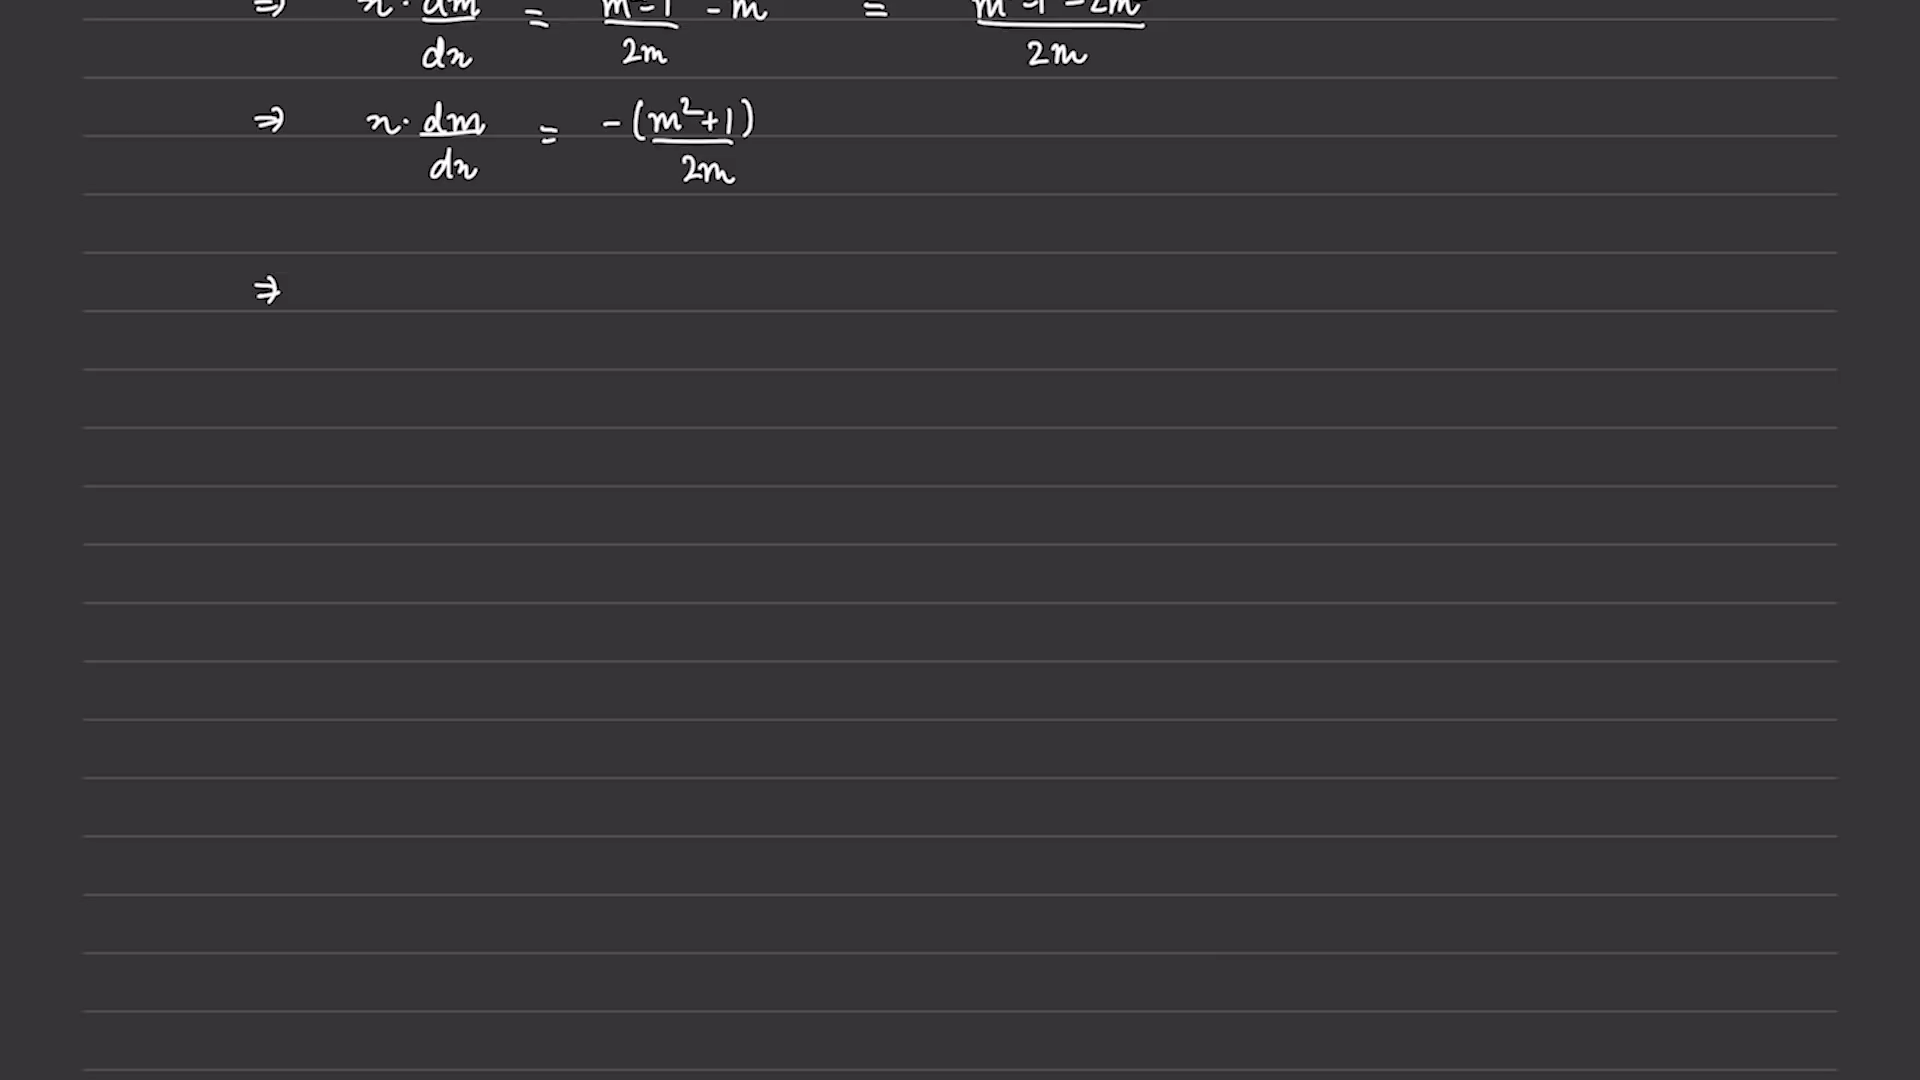 ⇒ x · dm/dx = m²-1/2m - m = m²-1-2m²/2m
⇒ x · dm/dx = -(m²+1)/2m
⇒